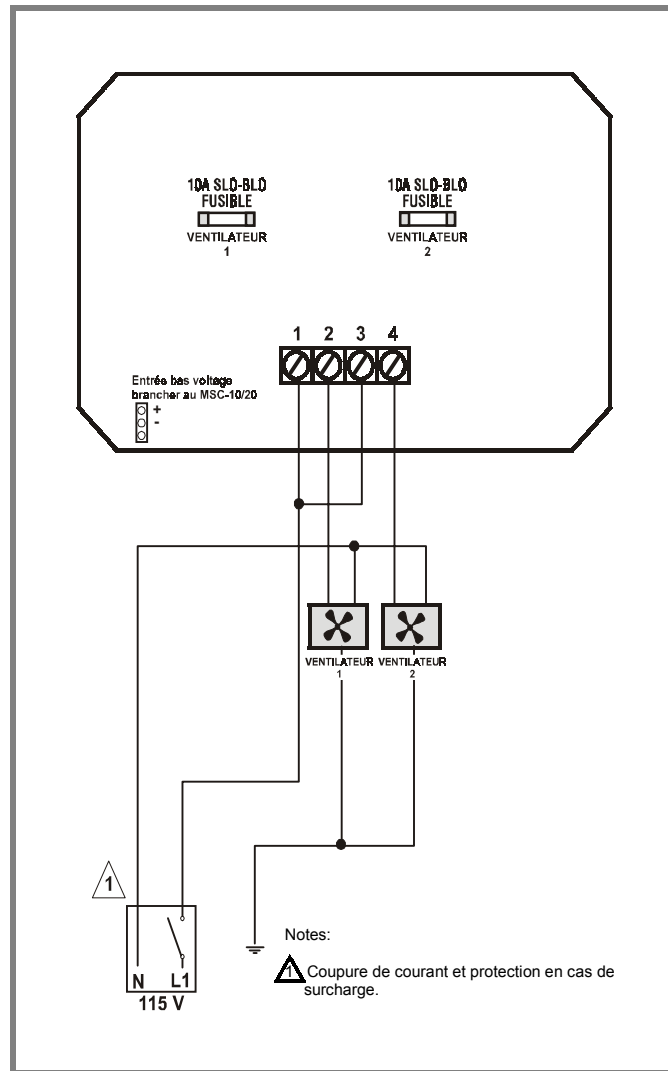 10A SLO-BLO
FUSIBLE
VENTILATEUR
1
10A SLO-BLO
FUSIBLE
VENTILATEUR
2
1 2 3 4
Entrée bas voltage
brancher au MSC-10/20
+
-
VENTILATEUR
1
VENTILATEUR
2
1
N L1
115 V
Notes:
1 Coupure de courant et protection en cas de
surcharge.